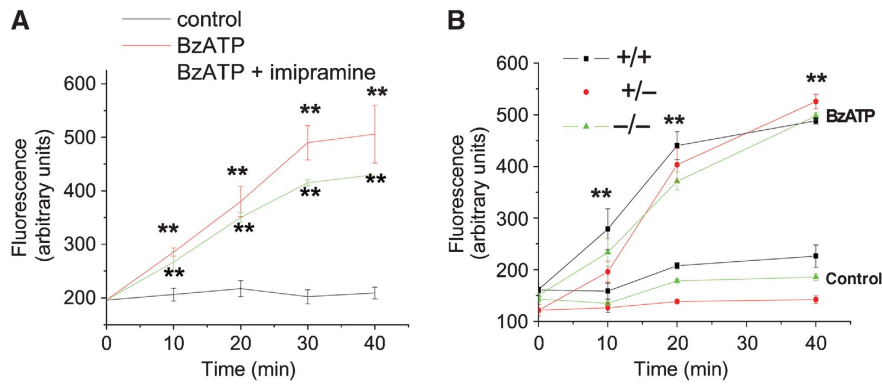 A
control
BzATP
BzATP + imipramine
Fluorescence
(arbitrary units)
600
500
400
300
200
**
**
**
**
**
**
**
**
0
10
20
30
40
Time (min)
B
+/+
+/−
−/−
Fluorescence
(arbitrary units)
600
500
400
300
200
100
**
**
**
BzATP
Control
0
10
20
30
40
Time (min)